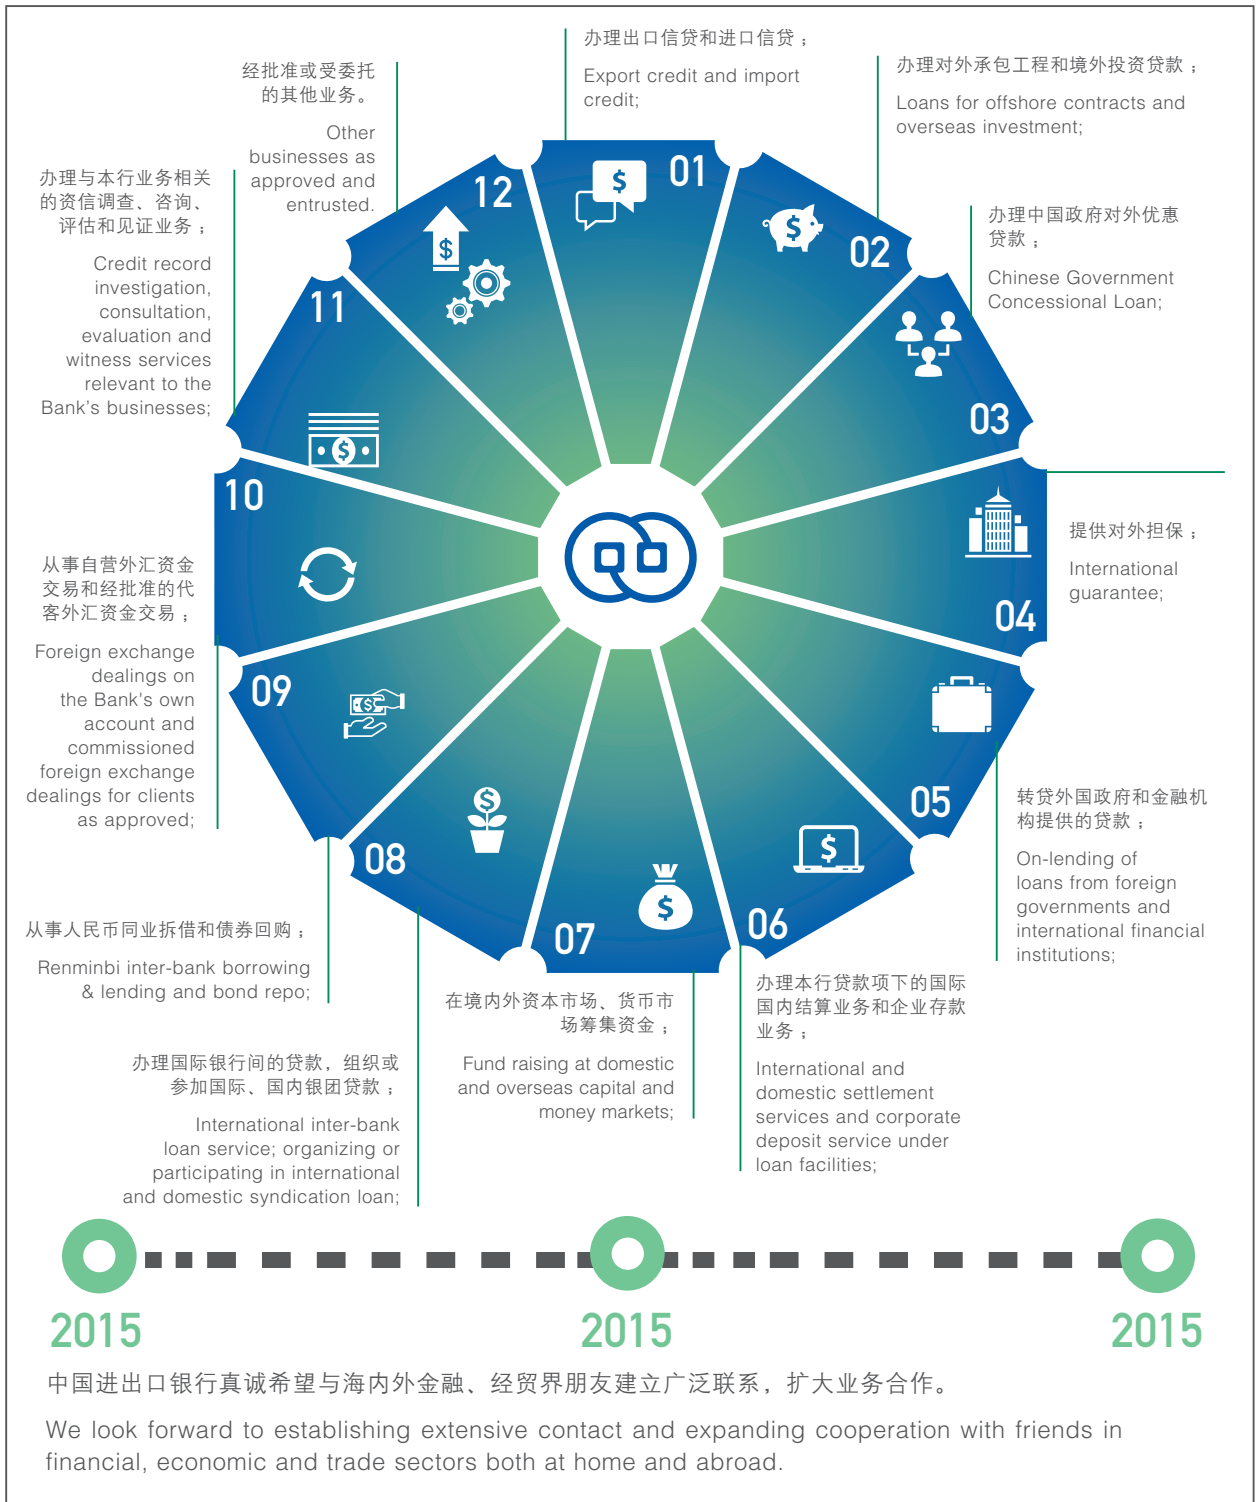 01
办理出口信贷和进口信贷；
Export credit and import
credit;
02
办理对外承包工程和境外投资贷款；
Loans for offshore contracts and
overseas investment;
03
办理中国政府对外优惠
贷款；
Chinese Government
Concessional Loan;
04
提供对外担保；
International
guarantee;
05
转贷外国政府和金融机
构提供的贷款；
On-lending of
loans from foreign
governments and
international financial
institutions;
06
办理本行贷款项下的国际
国内结算业务和企业存款
业务；
International and
domestic settlement
services and corporate
deposit service under
loan facilities;
07
在境内外资本市场、货币市
场筹集资金；
Fund raising at domestic
and overseas capital and
money markets;
08
办理国际银行间的贷款，组织或
参加国际、国内银团贷款；
International inter-bank
loan service; organizing or
participating in international
and domestic syndication loan;
09
从事人民币同业拆借和债券回购；
Renminbi inter-bank borrowing
& lending and bond repo;
10
从事自营外汇资金
交易和经批准的代
客外汇资金交易；
Foreign exchange
dealings on
the Bank's own
account and
commissioned
foreign exchange
dealings for clients
as approved;
11
办理与本行业务相关
的资信调查、咨询、
评估和见证业务；
Credit record
investigation,
consultation,
evaluation and
witness services
relevant to the
Bank’s businesses;
12
经批准或受委托
的其他业务。
Other
businesses as
approved and
entrusted.
2015
2015
2015
中国进出口银行真诚希望与海内外金融、经贸界朋友建立广泛联系，扩大业务合作。
We look forward to establishing extensive contact and expanding cooperation with friends in
financial, economic and trade sectors both at home and abroad.